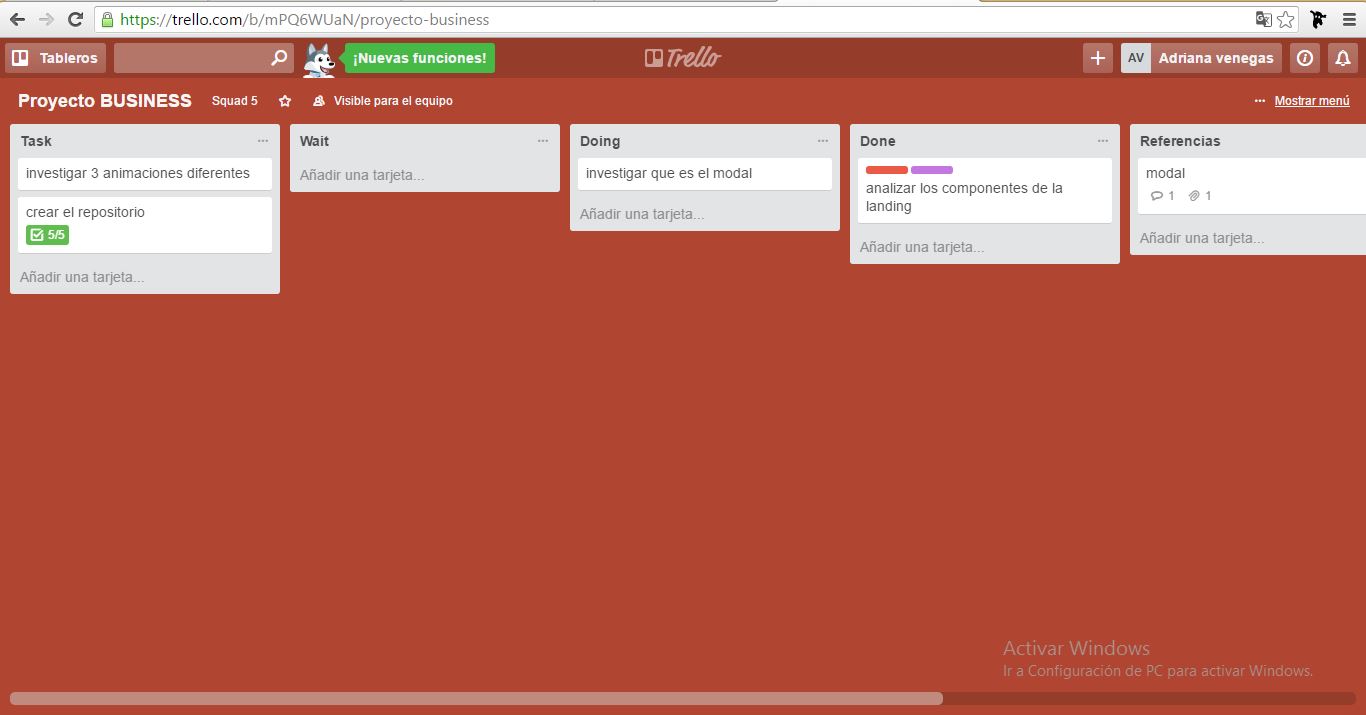 https://trello.com/b/mPQ6WUaN/proyecto-business
Tableros
¡Nuevas funciones!
Trello
AV
Adriana venegas
Proyecto BUSINESS
Squad 5
Visible para el equipo
... Mostrar menú
Task
investigar 3 animaciones diferentes
crear el repositorio
5/5
Añadir una tarjeta...
Wait
Añadir una tarjeta...
Doing
investigar que es el modal
Añadir una tarjeta...
Done
analizar los componentes de la
landing
Añadir una tarjeta...
Referencias
modal
1 1
Añadir una tarjeta...
Activar Windows
Ir a Configuración de PC para activar Windows.